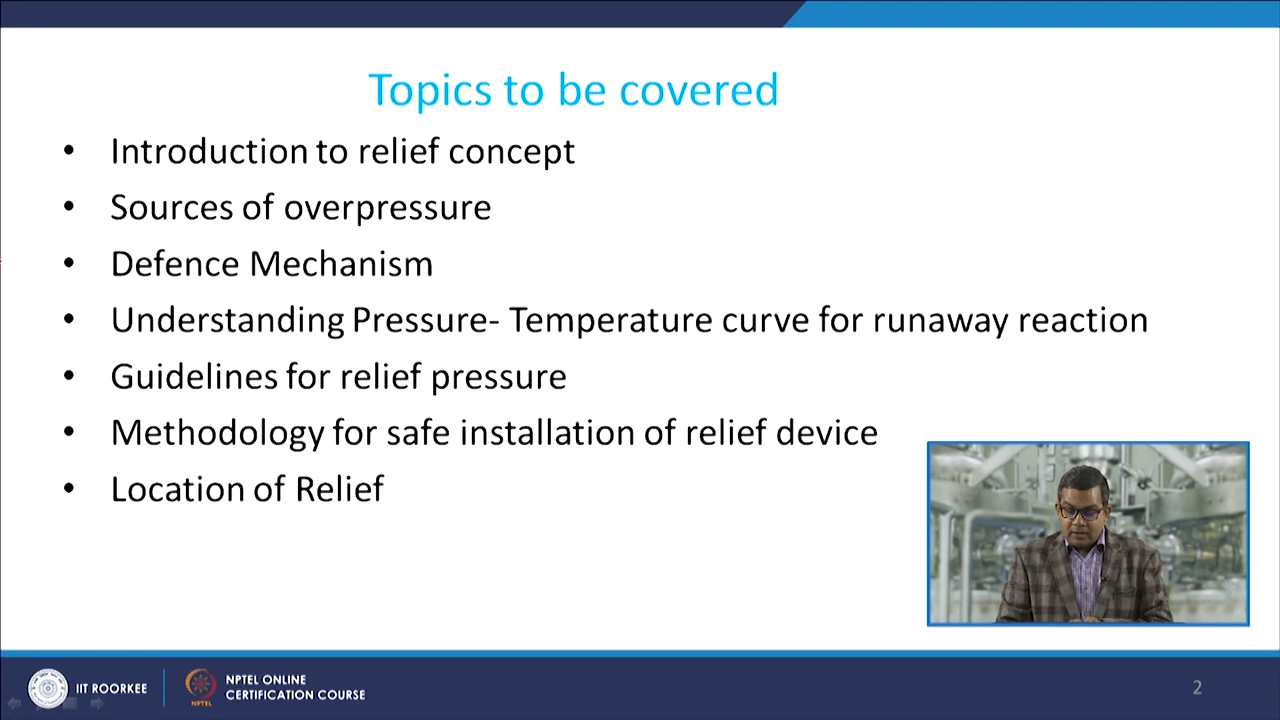 Topics to be covered
• Introduction to relief concept
• Sources of overpressure
• Defence Mechanism
• Understanding Pressure- Temperature curve for runaway reaction
• Guidelines for relief pressure
• Methodology for safe installation of relief device
• Location of Relief
IIT ROORKEE
NPTEL
NPTEL ONLINE
CERTIFICATION COURSE
2